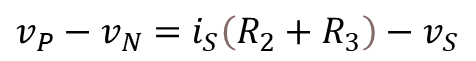 v_P − v_N = i_S(R_2 + R_3) − v_S